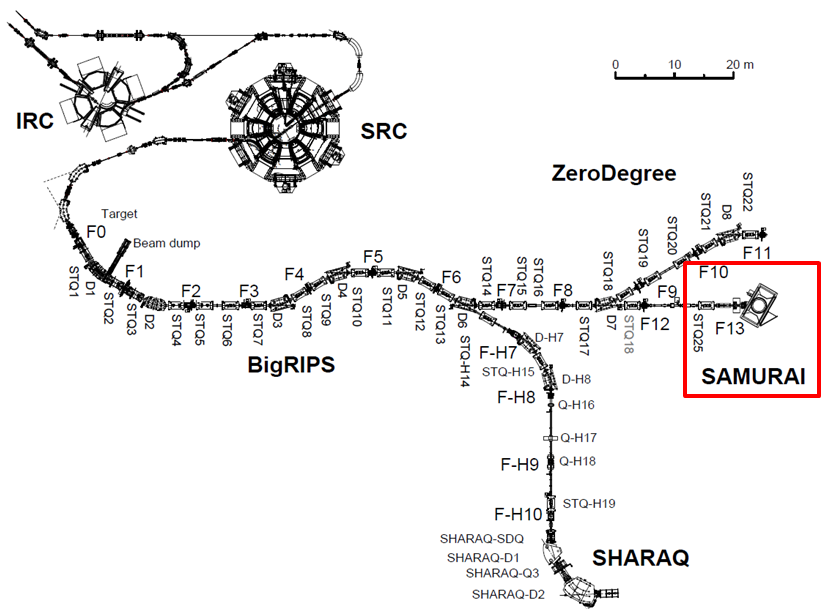 0 10 20 m
IRC
SRC
ZeroDegree
Target
F0
Beam dump
STQ1
D1
STQ2
F1
STQ3
D2
F2
STQ4
STQ5
STQ6
F3
STQ7
D3
F4
STQ8
STQ9
D4
STQ10
F5
STQ11
D5
STQ12
F6
STQ13
D6
STQ-H14
STQ14
F7
STQ15
STQ16
F8
STQ17
STQ18
D7
STQ18
STQ19
F9
STQ20
F10
STQ21
D8
STQ22
F11
F12
STQ25
F13
SAMURAI
BigRIPS
F-H7
D-H7
STQ-H15
D-H8
F-H8
Q-H16
Q-H17
F-H9
Q-H18
STQ-H19
F-H10
SHARAQ-SDQ
SHARAQ-D1
SHARAQ-Q3
SHARAQ-D2
SHARAQ